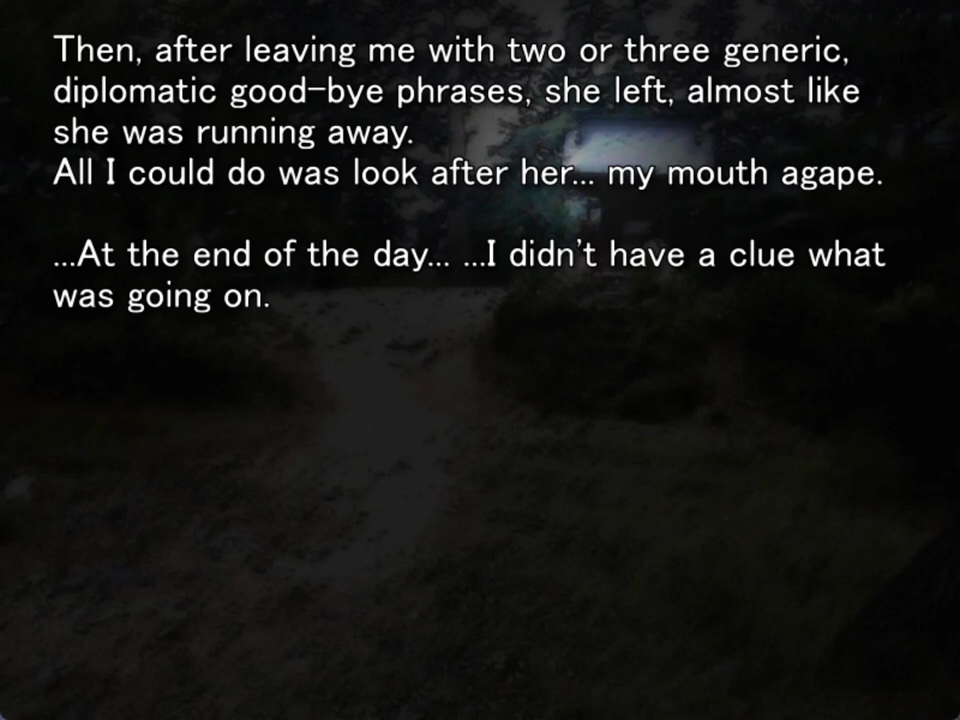 Then, after leaving me with two or three generic,
diplomatic good-bye phrases, she left, almost like
she was running away.
All I could do was look after her... my mouth agape.
...At the end of the day... ...I didn't have a clue what
was going on.